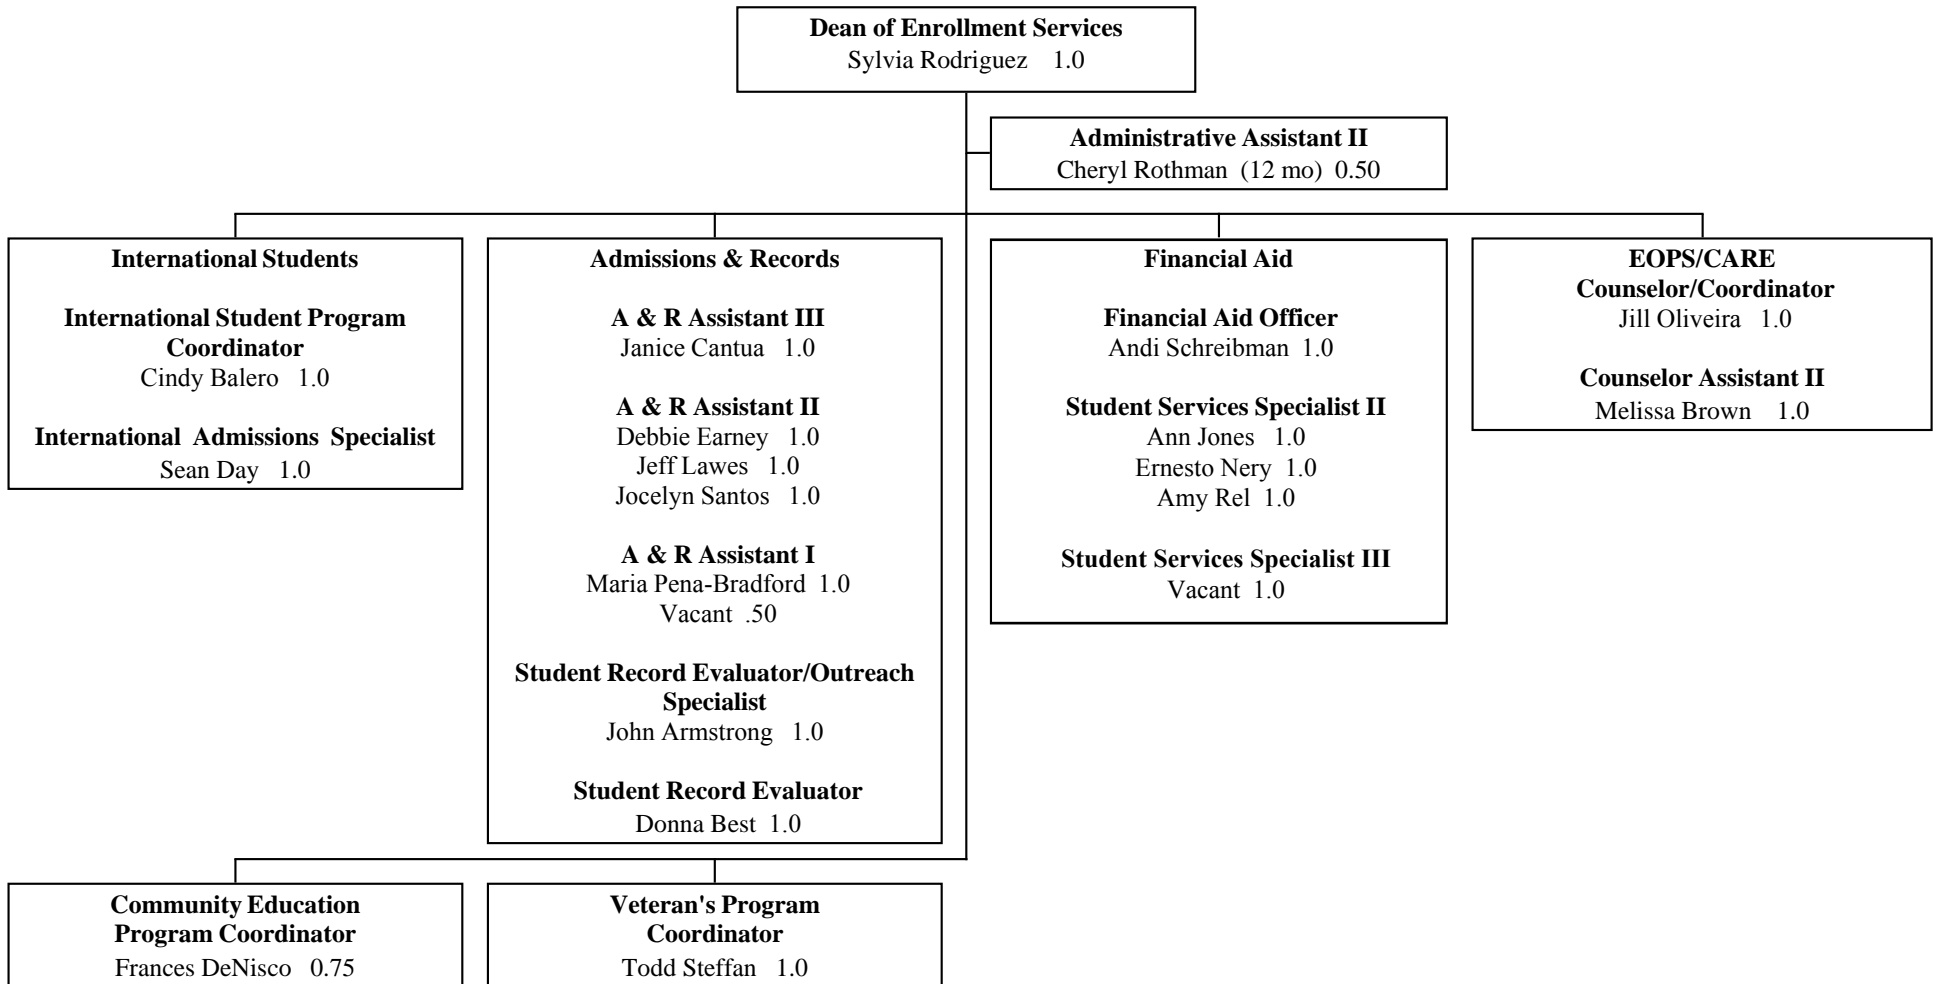 Dean of Enrollment Services
Sylvia Rodriguez 1.0
Administrative Assistant II
Cheryl Rothman (12 mo) 0.50
International Students
International Student Program
Coordinator
Cindy Balero 1.0
International Admissions Specialist
Sean Day 1.0
Admissions & Records
A & R Assistant III
Janice Cantua 1.0
A & R Assistant II
Debbie Earney 1.0
Jeff Lawes 1.0
Jocelyn Santos 1.0
A & R Assistant I
Maria Pena-Bradford 1.0
Vacant .50
Student Record Evaluator/Outreach
Specialist
John Armstrong 1.0
Student Record Evaluator
Donna Best 1.0
Financial Aid
Financial Aid Officer
Andi Schreibman 1.0
Student Services Specialist II
Ann Jones 1.0
Ernesto Nery 1.0
Amy Rel 1.0
Student Services Specialist III
Vacant 1.0
EOPS/CARE
Counselor/Coordinator
Jill Oliveira 1.0
Counselor Assistant II
Melissa Brown 1.0
Community Education
Program Coordinator
Frances DeNisco 0.75
Veteran's Program
Coordinator
Todd Steffan 1.0